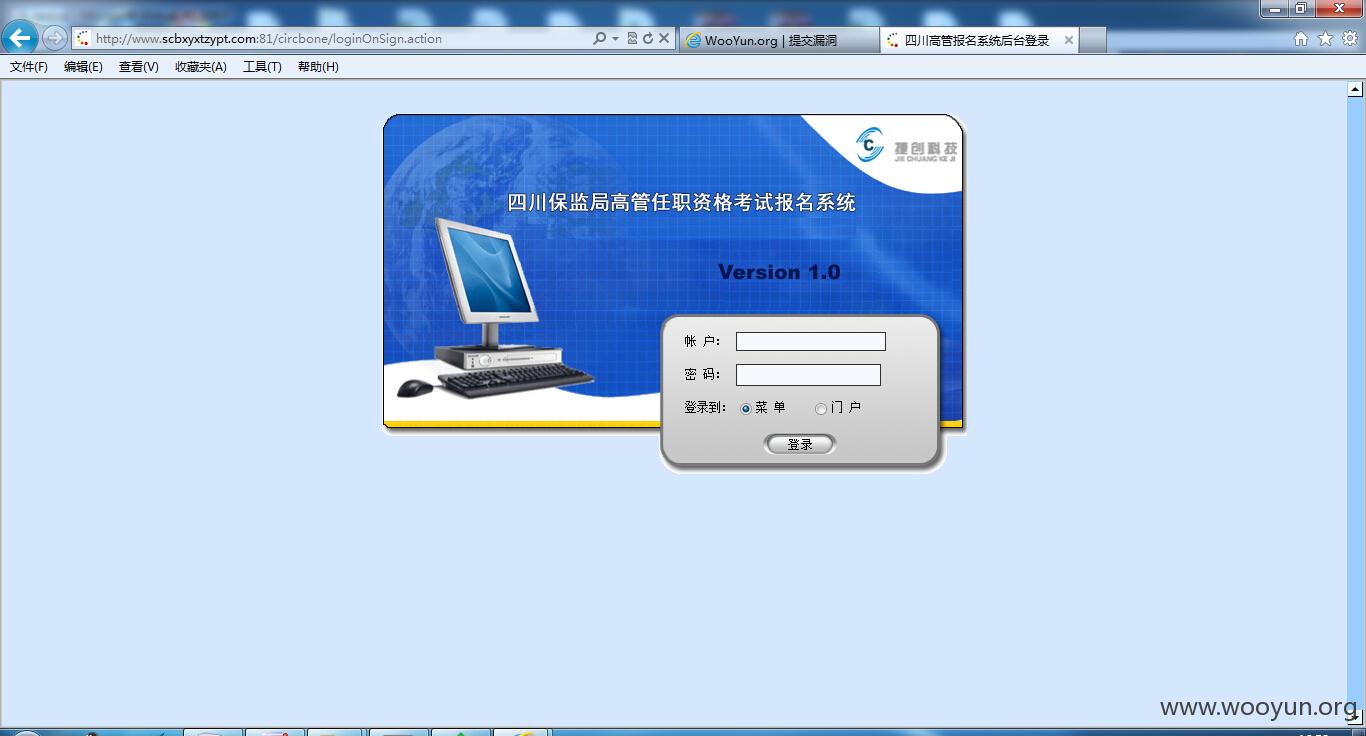 http://www.scbxyxtzypt.com:81/circbone/loginOnSign.action
WooYun.org | 提交漏洞
四川高管报名系统后台登录
文件(F) 编辑(E) 查看(V) 收藏夹(A) 工具(T) 帮助(H)
捷创科技
JIE CHUANG KE JI
四川保监局高管任职资格考试报名系统
Version 1.0
帐 户:
密 码:
登录到: 菜 单 门 户
登录
www.wooyun.org